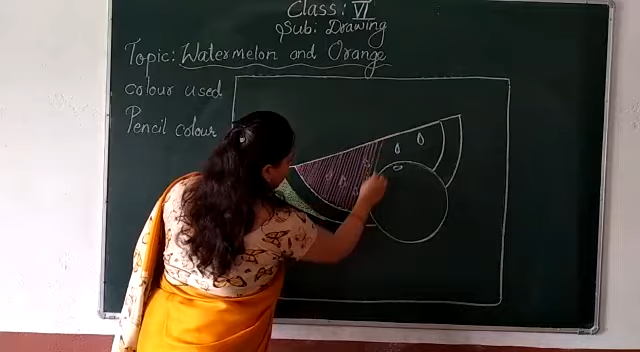 Class: VI
Sub: Drawing
Topic: Watermelon and Orange
colour used
Pencil colour